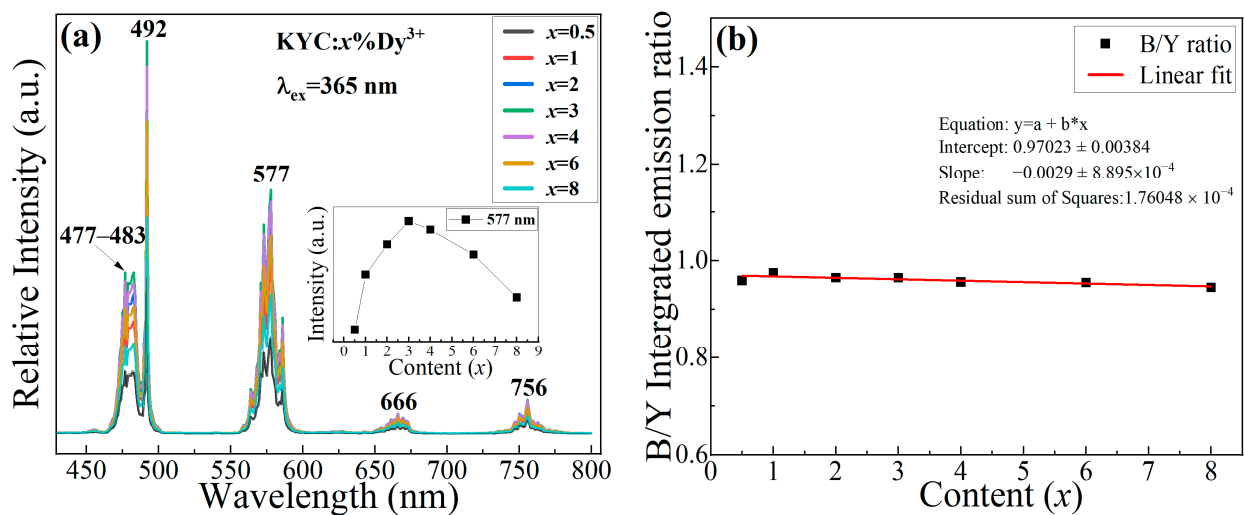 (a)
492
KYC:x%Dy³⁺
λex=365 nm
x=0.5
x=1
x=2
x=3
x=4
x=6
x=8
477–483
577
666
756
577 nm
Intensity (a.u.)
0 1 2 3 4 5 6 7 8 9
Content (x)
Relative Intensity (a.u.)
450 500 550 600 650 700 750 800
Wavelength (nm)
(b)
B/Y ratio
Linear fit
Equation: y=a + b*x
Intercept: 0.97023 ± 0.00384
Slope: −0.0029 ± 8.895×10⁻⁴
Residual sum of Squares:1.76048 × 10⁻⁴
B/Y Intergrated emission ratio
1.4
1.2
1.0
0.8
0.6
0 1 2 3 4 5 6 7 8
Content (x)